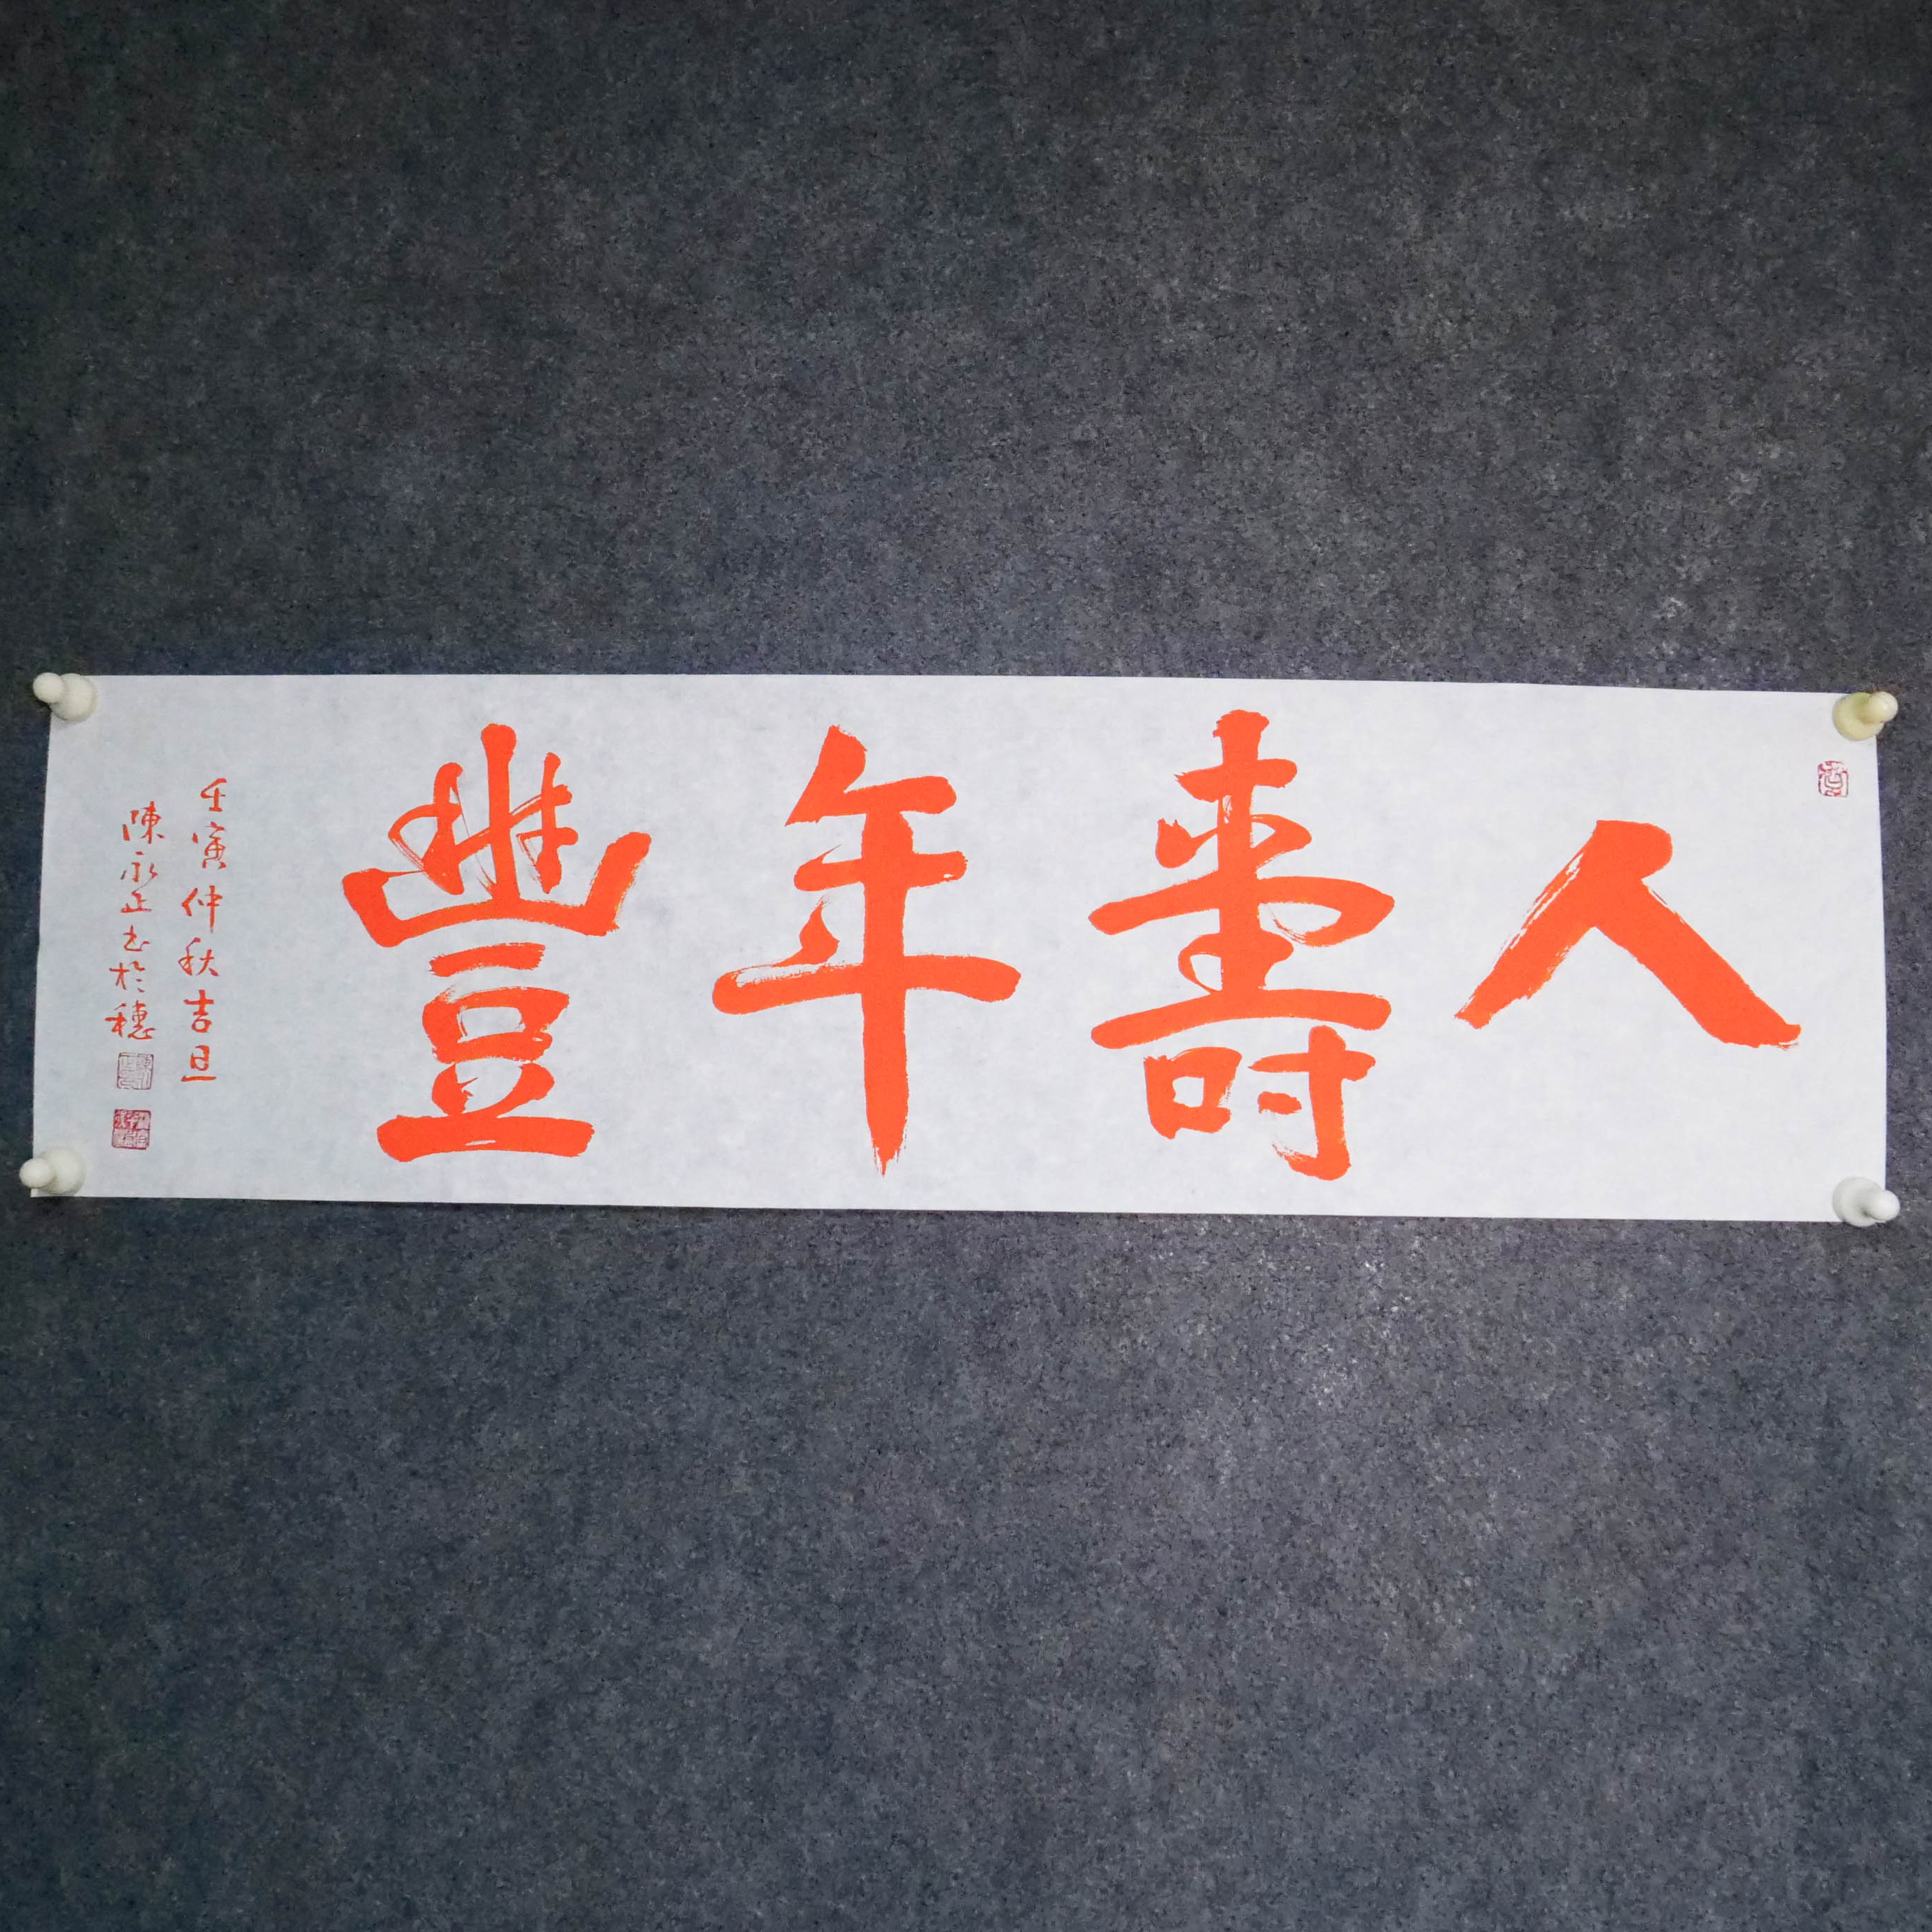 人壽年豐
壬寅仲秋吉旦
陳永正書於穗